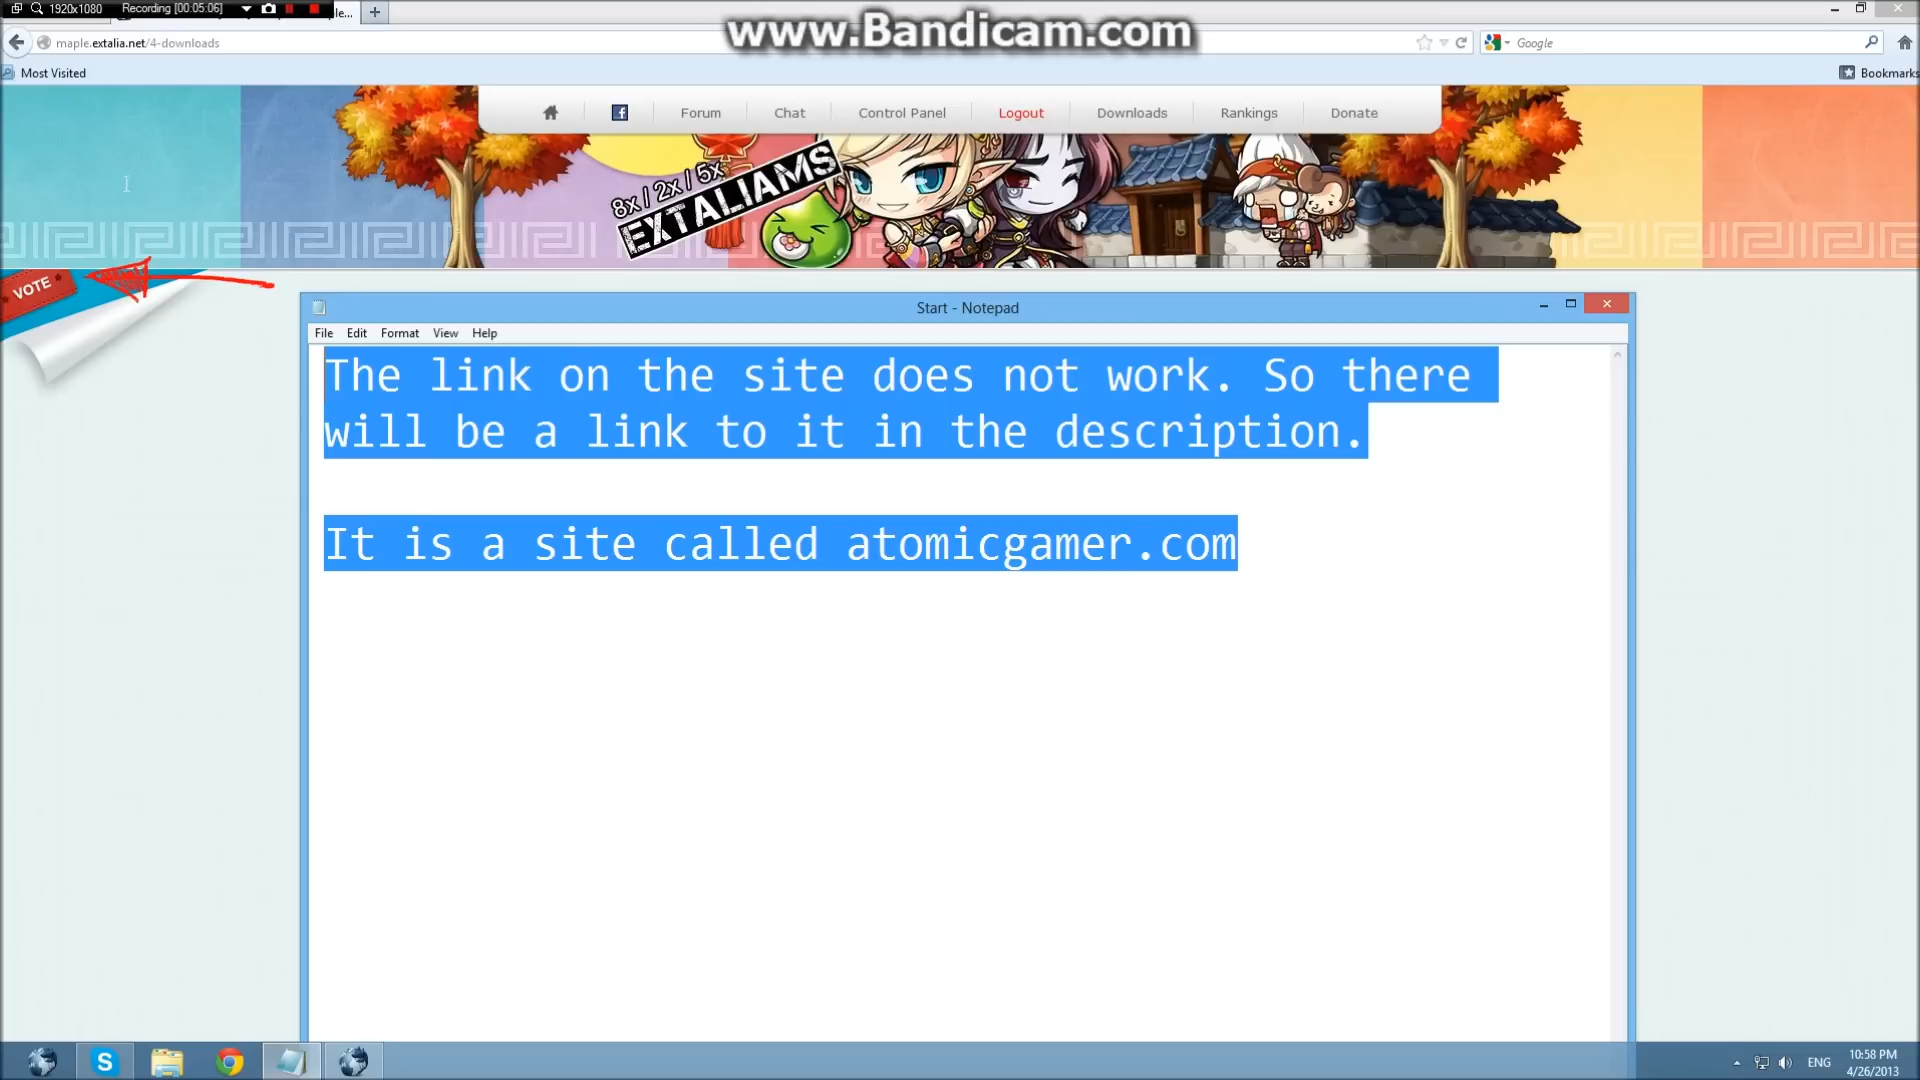 1920x1080 Recording [00:05:06]
www.Bandicam.com
maple.extalia.net/4-downloads
Google
Most Visited
Bookmarks
Forum Chat Control Panel Logout Downloads Rankings Donate
8x / 2x / 5x
EXTALIAMS
VOTE
Start - Notepad
File Edit Format View Help
The link on the site does not work. So there
will be a link to it in the description.
It is a site called atomicgamer.com
ENG
10:58 PM
4/26/2013